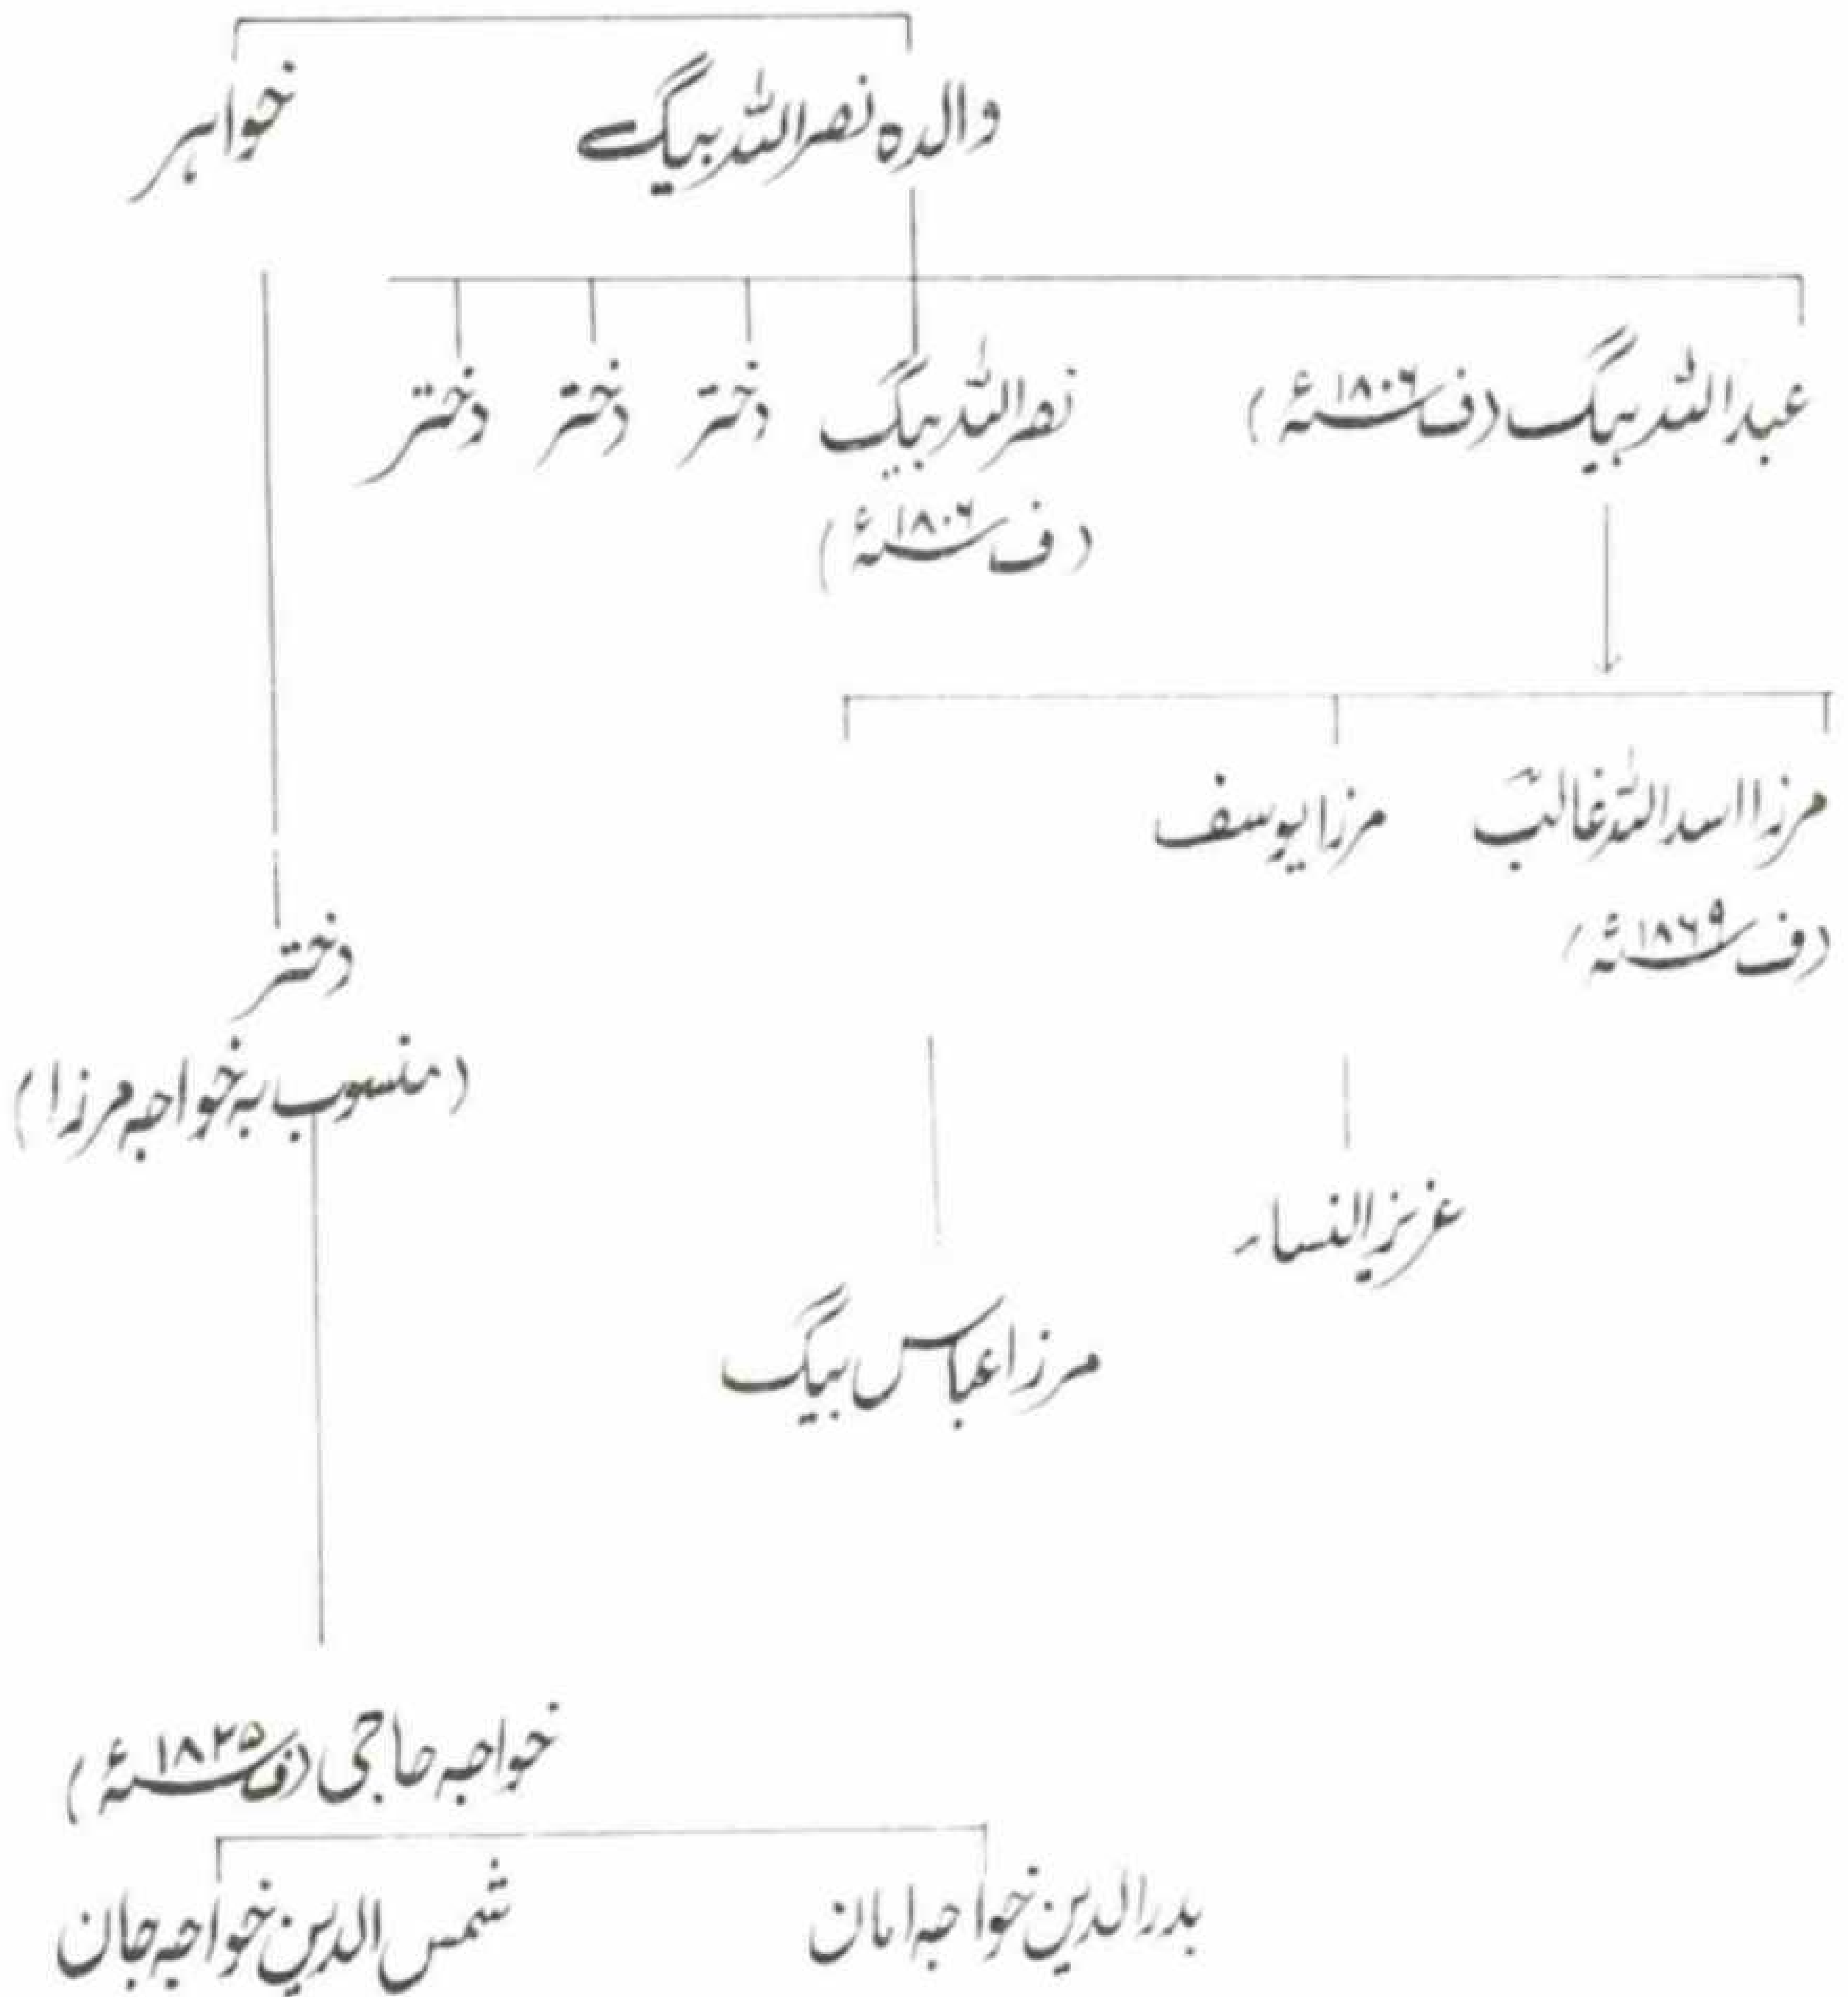 والدہ نصراللہ بیگ خواہر
عبداللہ بیگ (ف ۱۸۰۶ء) نصراللہ بیگ دختر دختر دختر
(ف ۱۸۰۶ء)
مرزا اسداللہ غالبؔ مرزا یوسف
(ف ۱۸۶۹ء)
دختر
(منسوب بہ خواجہ مرزا)
عزیز النساء
مرزا عباس بیگ
خواجہ حاجی (ف ۱۸۲۵ء)
بدرالدین خواجہ امان شمس الدین خواجہ جان